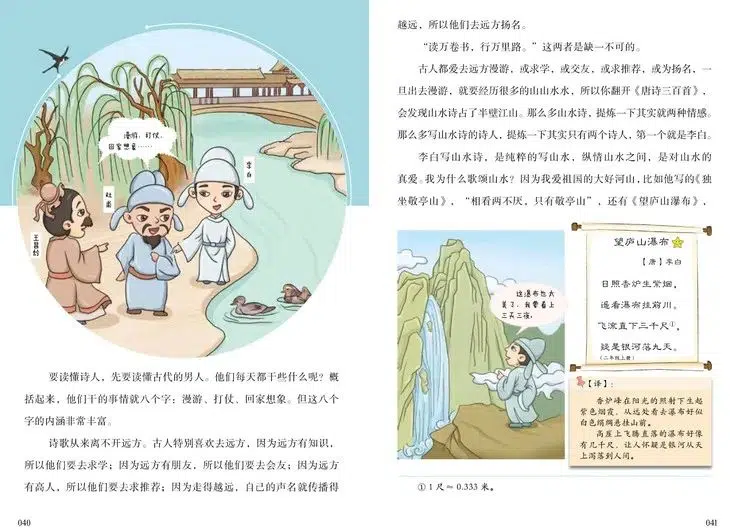 漫游，打仗，
回家想象……
李白
杜甫
王昌龄
要读懂诗人，先要读懂古代的男人。他们每天都干些什么呢？概
括起来，他们干的事情就八个字：漫游、打仗、回家想象。但这八个
字的内涵非常丰富。
诗歌从来离不开远方。古人特别喜欢去远方，因为远方有知识，
所以他们要去求学；因为远方有朋友，所以他们要去会友；因为远方
有高人，所以他们要去求推荐；因为走得越远，自己的声名就传播得
040
越远，所以他们去远方扬名。
“读万卷书，行万里路。”这两者是缺一不可的。
古人都爱去远方漫游，或求学，或交友，或求推荐，或为扬名，一
旦出去漫游，就要经历很多的山山水水，所以你翻开《唐诗三百首》，
会发现山水诗占了半壁江山。那么多山水诗，提炼一下其实就两种情感。
那么多写山水诗的诗人，提炼一下其实只有两个诗人，第一个就是李白。
李白写山水诗，是纯粹的写山水，纵情山水之间，是对山水的
真爱。我为什么歌颂山水？因为我爱祖国的大好河山，比如他写的《独
坐敬亭山》，“相看两不厌，只有敬亭山”，还有《望庐山瀑布》，
这瀑布也太
美了，我要看上
三天三夜。
望庐山瀑布
【唐】李白
日照香炉生紫烟，
遥看瀑布挂前川。
飞流直下三千尺①，
疑是银河落九天。
（二年级上册）
【译】：
香炉峰在阳光的照射下生起
紫色烟霞，从远处看去瀑布好似
白色绢绸悬挂山前。
高崖上飞腾直落的瀑布好像
有几千尺，让人怀疑是银河从天
上泻落到人间。
① 1 尺 ≈ 0.333 米。
041